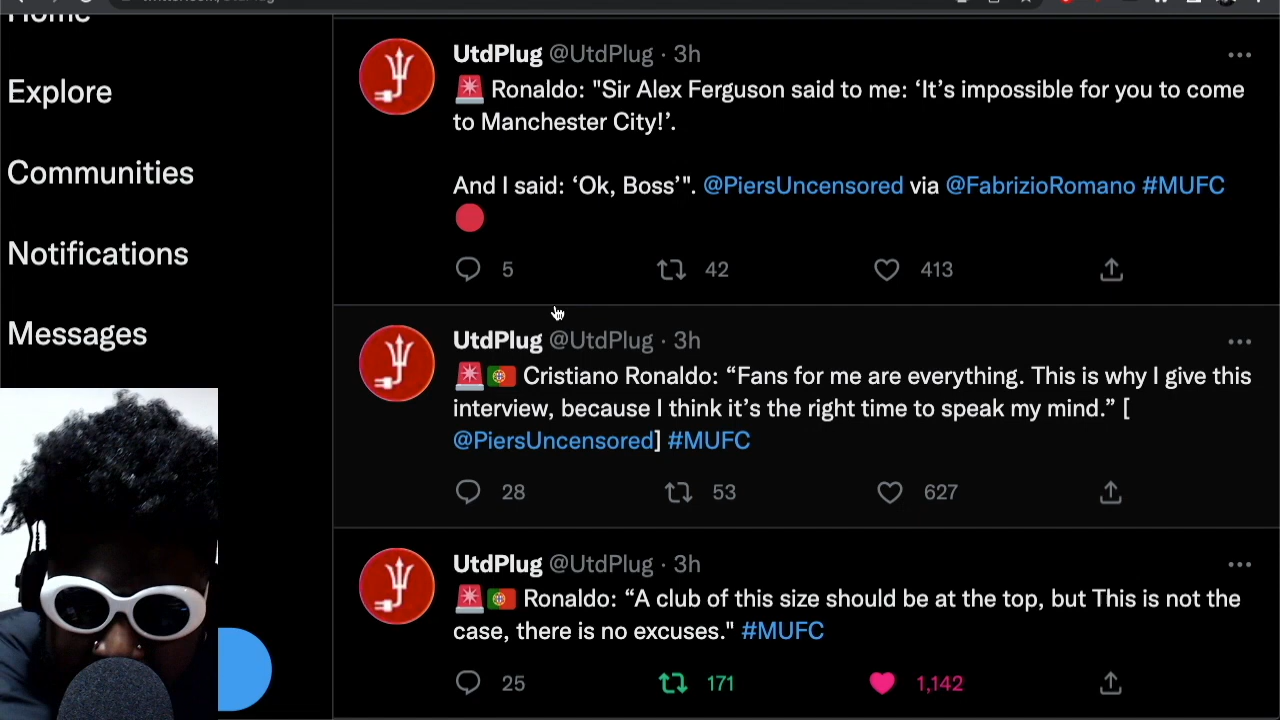 Home
Explore
Communities
Notifications
Messages
UtdPlug @UtdPlug · 3h
🚨 Ronaldo: "Sir Alex Ferguson said to me: ‘It’s impossible for you to come
to Manchester City!’.
And I said: ‘Ok, Boss’". @PiersUncensored via @FabrizioRomano #MUFC
🔴
5 42 413
UtdPlug @UtdPlug · 3h
🚨🇵🇹 Cristiano Ronaldo: “Fans for me are everything. This is why I give this
interview, because I think it’s the right time to speak my mind.” [
@PiersUncensored] #MUFC
28 53 627
UtdPlug @UtdPlug · 3h
🚨🇵🇹 Ronaldo: “A club of this size should be at the top, but This is not the
case, there is no excuses." #MUFC
25 171 1,142